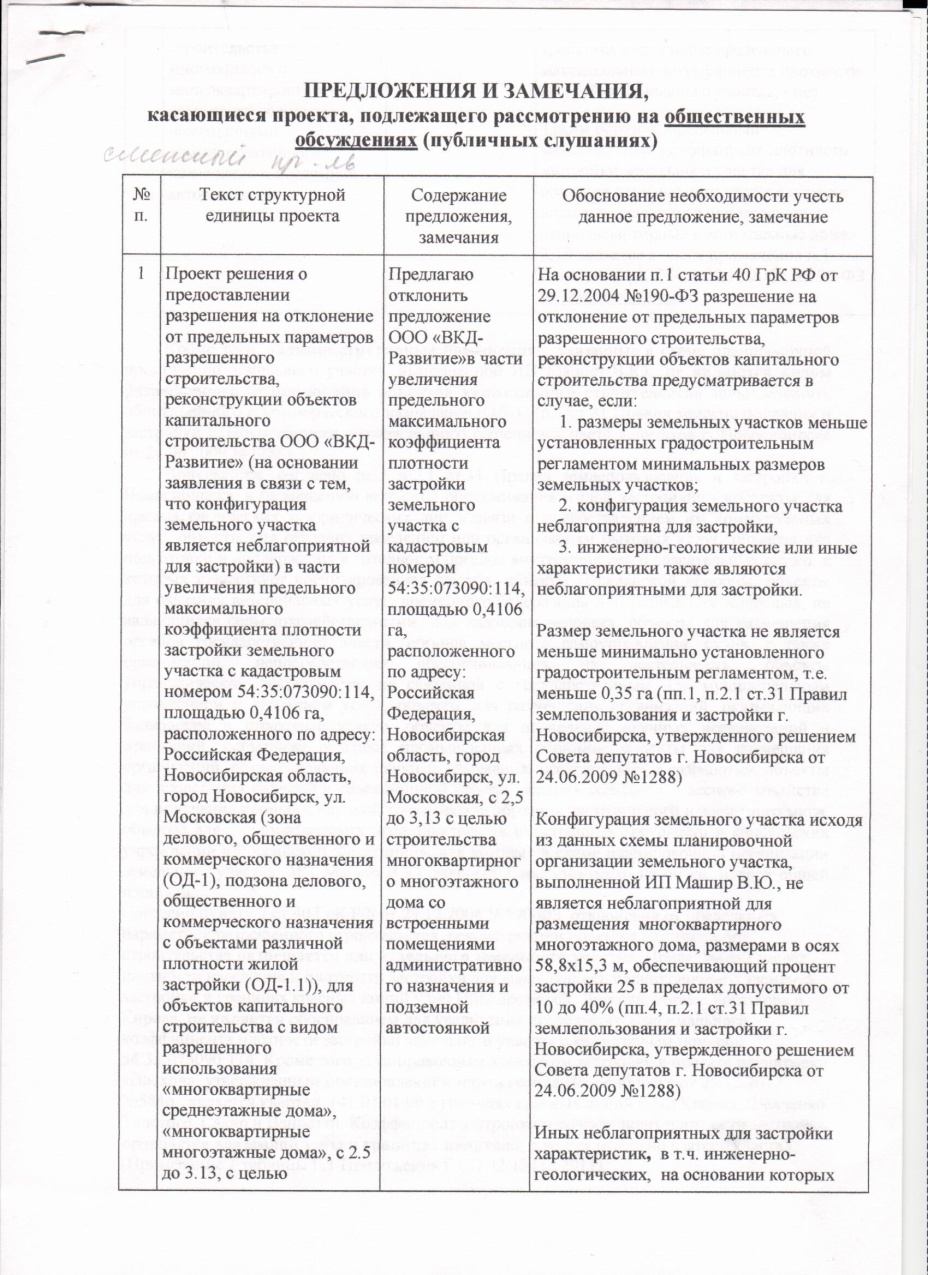 ПРЕДЛОЖЕНИЯ И ЗАМЕЧАНИЯ,
касающиеся проекта, подлежащего рассмотрению на общественных
обсуждениях (публичных слушаниях)
пр-ль
№
п.
Текст структурной
единицы проекта
Содержание
предложения,
замечания
Обоснование необходимости учесть
данное предложение, замечание
1
Проект решения о
предоставлении
разрешения на отклонение
от предельных параметров
разрешенного
строительства,
реконструкции объектов
капитального
строительства ООО «ВКД-
Развитие» (на основании
заявления в связи с тем,
что конфигурация
земельного участка
является неблагоприятной
для застройки) в части
увеличения предельного
максимального
коэффициента плотности
застройки земельного
участка с кадастровым
номером 54:35:073090:114,
площадью 0,4106 га,
расположенного по адресу:
Российская Федерация,
Новосибирская область,
город Новосибирск, ул.
Московская (зона
делового, общественного и
коммерческого назначения
(ОД-1), подзона делового,
общественного и
коммерческого назначения
с объектами различной
плотности жилой
застройки (ОД-1.1)), для
объектов капитального
строительства с видом
разрешенного
использования
«многоквартирные
среднеэтажные дома»,
«многоквартирные
многоэтажные дома», с 2.5
до 3.13, с целью
Предлагаю
отклонить
предложение
ООО «ВКД-
Развитие»в части
увеличения
предельного
максимального
коэффициента
плотности
застройки
земельного
участка с
кадастровым
номером
54:35:073090:114,
площадью 0,4106
га,
расположенного
по адресу:
Российская
Федерация,
Новосибирская
область, город
Новосибирск, ул.
Московская, с 2,5
до 3,13 с целью
строительства
многоквартирног
о многоэтажного
дома со
встроенными
помещениями
административно
го назначения и
подземной
автостоянкой
На основании п.1 статьи 40 ГрК РФ от
29.12.2004 №190-ФЗ разрешение на
отклонение от предельных параметров
разрешенного строительства,
реконструкции объектов капитального
строительства предусматривается в
случае, если:
1. размеры земельных участков меньше
установленных градостроительным
регламентом минимальных размеров
земельных участков;
2. конфигурация земельного участка
неблагоприятна для застройки,
3. инженерно-геологические или иные
характеристики также являются
неблагоприятными для застройки.
Размер земельного участка не является
меньше минимально установленного
градостроительным регламентом, т.е.
меньше 0,35 га (пп.1, п.2.1 ст.31 Правил
землепользования и застройки г.
Новосибирска, утвержденного решением
Совета депутатов г. Новосибирска от
24.06.2009 №1288)
Конфигурация земельного участка исходя
из данных схемы планировочной
организации земельного участка,
выполненной ИП Машир В.Ю., не
является неблагоприятной для
размещения многоквартирного
многоэтажного дома, размерами в осях
58,8х15,3 м, обеспечивающий процент
застройки 25 в пределах допустимого от
10 до 40% (пп.4, п.2.1 ст.31 Правил
землепользования и застройки г.
Новосибирска, утвержденного решением
Совета депутатов г. Новосибирска от
24.06.2009 №1288)
Иных неблагоприятных для застройки
характеристик, в т.ч. инженерно-
геологических, на основании которых